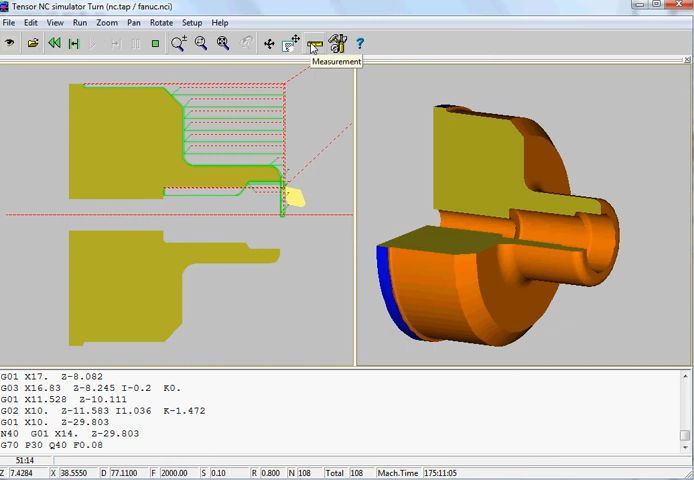 Tensor NC simulator Turn (nc.tap / fanuc.nci)
File Edit View Run Zoom Pan Rotate Setup Help
Measurement
G01 X17. Z-8.082
G03 X16.83 Z-8.245 I-0.2 K0.
G01 X11.528 Z-10.111
G02 X10. Z-11.583 I1.036 K-1.472
G01 X10. Z-29.803
N40 G01 X14. Z-29.803
G70 P30 Q40 F0.08
51:14
Z 7.4284 X 38.5550 D 77.1100 F 2000.00 S 0.10 R 0.800 N 108 Total 108 Mach.Time 175:11:05